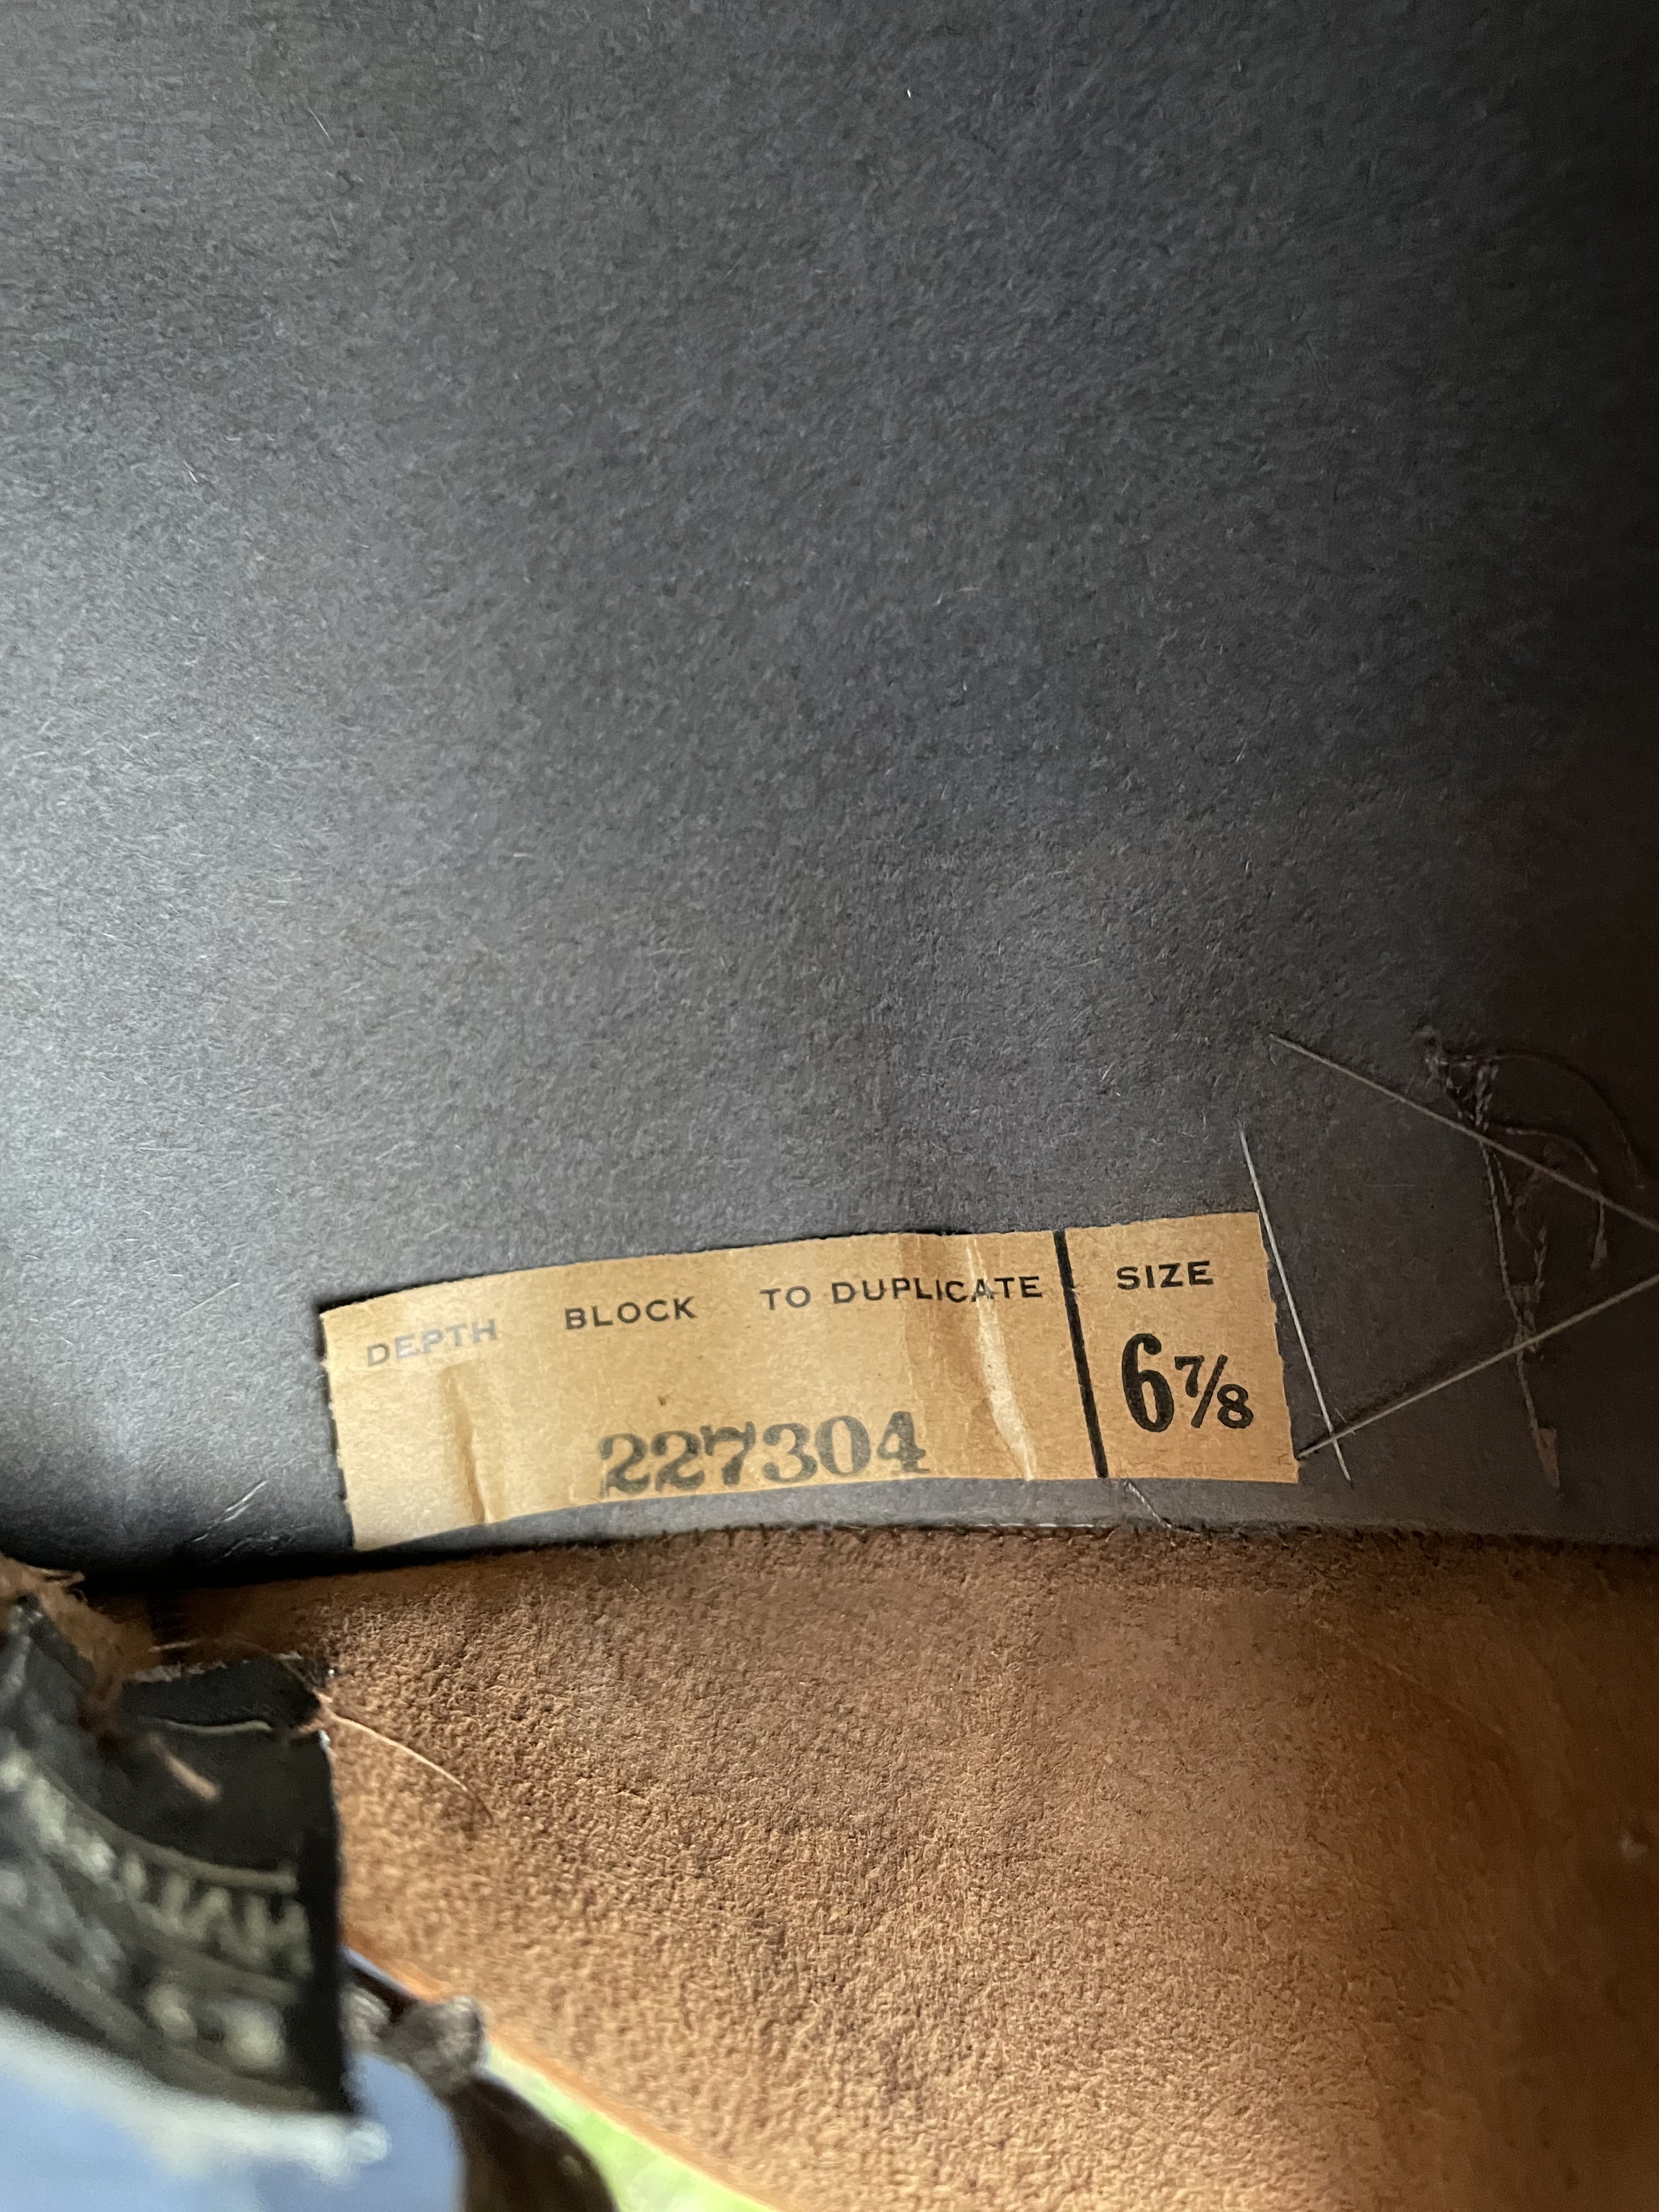 DEPTH BLOCK TO DUPLICATE SIZE
227304 6⅞